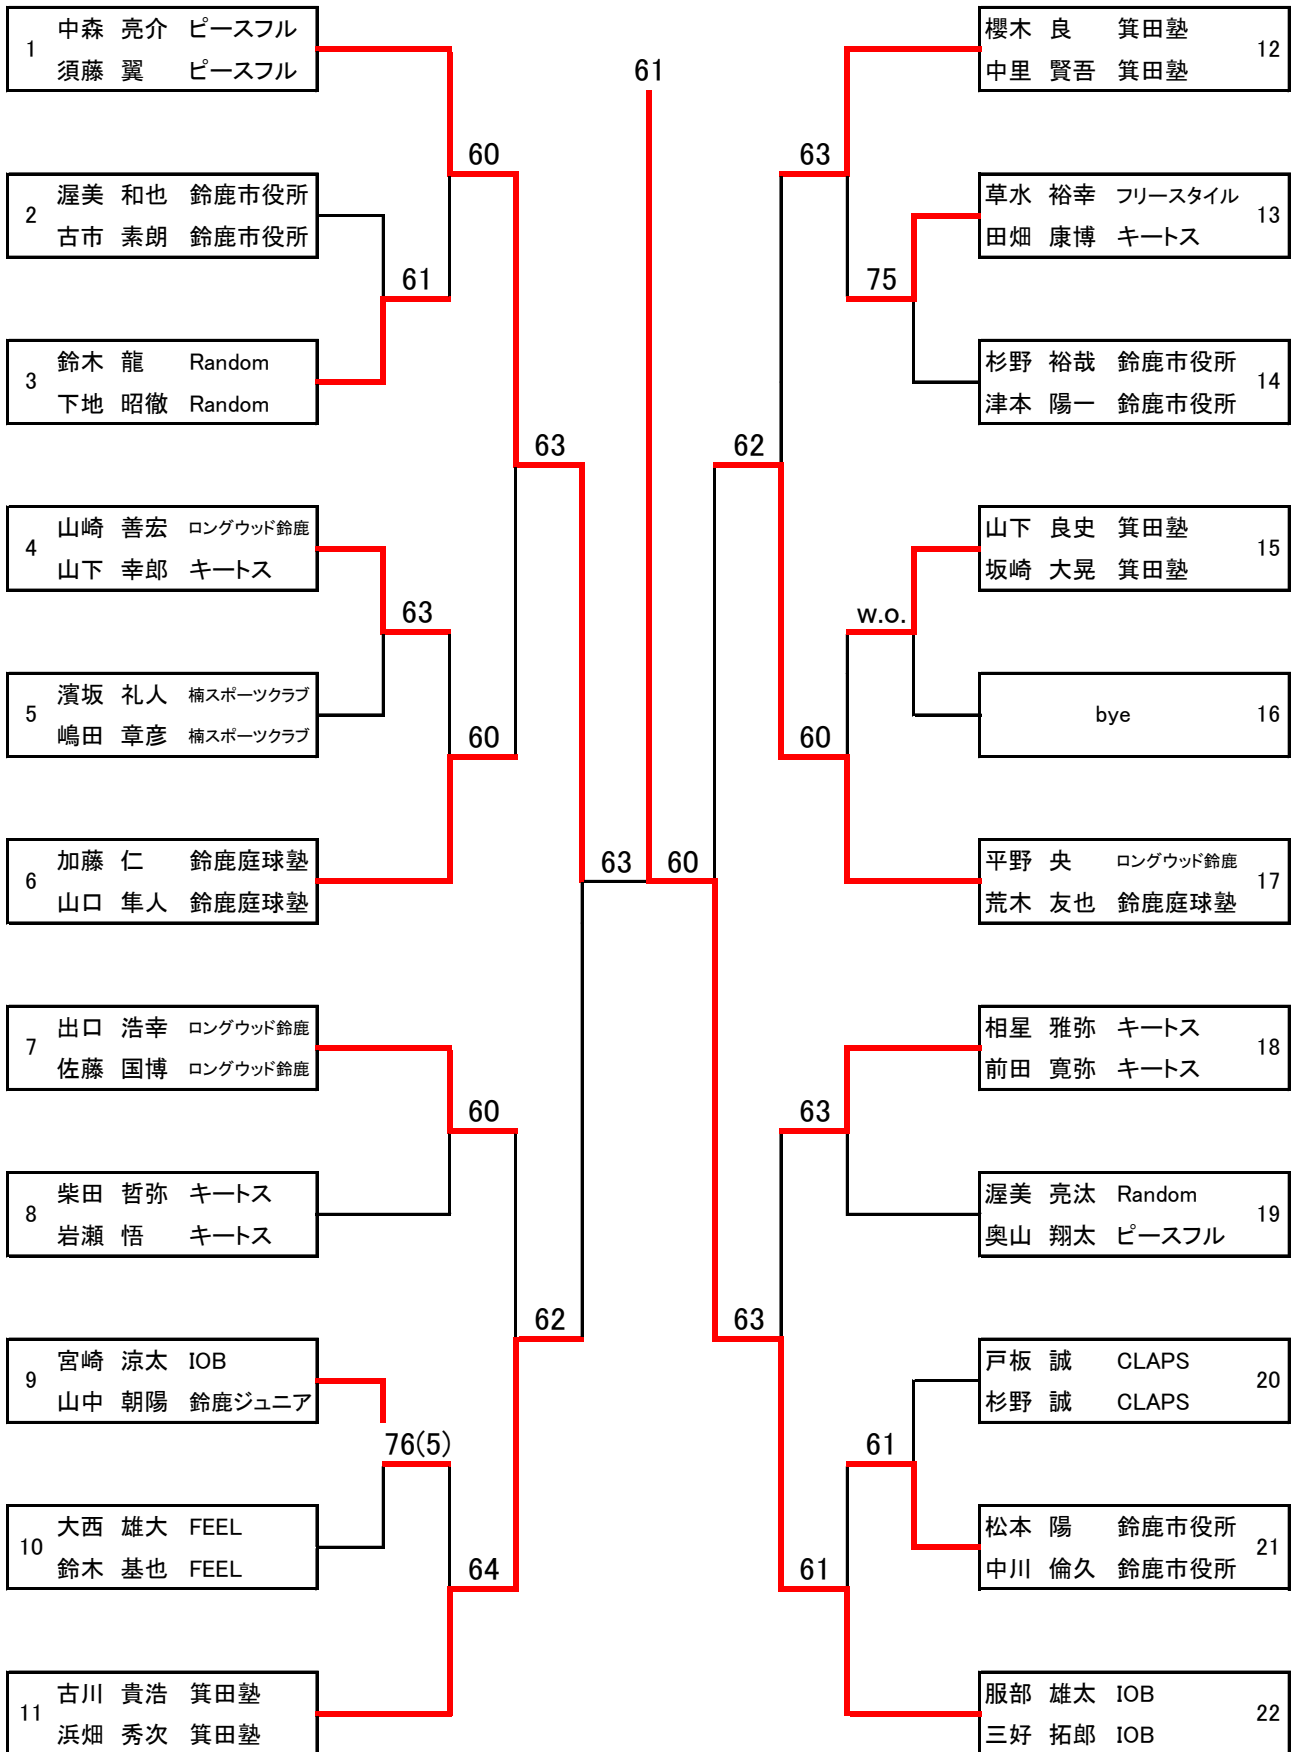 1
中森 亮介 ピースフル
須藤 翼 ピースフル
2
渥美 和也 鈴鹿市役所
古市 素朗 鈴鹿市役所
3
鈴木 龍 Random
下地 昭徹 Random
4
山崎 善宏 ロングウッド鈴鹿
山下 幸郎 キートス
5
濱坂 礼人 楠スポーツクラブ
嶋田 章彦 楠スポーツクラブ
6
加藤 仁 鈴鹿庭球塾
山口 隼人 鈴鹿庭球塾
7
出口 浩幸 ロングウッド鈴鹿
佐藤 国博 ロングウッド鈴鹿
8
柴田 哲弥 キートス
岩瀬 悟 キートス
9
宮崎 涼太 IOB
山中 朝陽 鈴鹿ジュニア
10
大西 雄大 FEEL
鈴木 基也 FEEL
11
古川 貴浩 箕田塾
浜畑 秀次 箕田塾
61
63
60
76(5)
60
60
60
64
63
62
63
61
60
62
63
63
60
63
61
75
w.o.
61
櫻木 良 箕田塾
中里 賢吾 箕田塾
12
草水 裕幸 フリースタイル
田畑 康博 キートス
13
杉野 裕哉 鈴鹿市役所
津本 陽一 鈴鹿市役所
14
山下 良史 箕田塾
坂崎 大晃 箕田塾
15
bye
16
平野 央 ロングウッド鈴鹿
荒木 友也 鈴鹿庭球塾
17
相星 雅弥 キートス
前田 寛弥 キートス
18
渥美 亮汰 Random
奥山 翔太 ピースフル
19
戸板 誠 CLAPS
杉野 誠 CLAPS
20
松本 陽 鈴鹿市役所
中川 倫久 鈴鹿市役所
21
服部 雄太 IOB
三好 拓郎 IOB
22